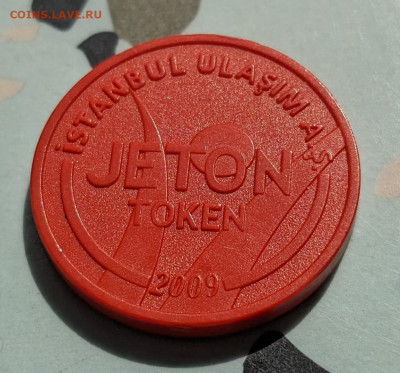 COINS.LAVE.RU
İSTANBUL ULAŞIM A.Ş.
JETON
TOKEN
2009